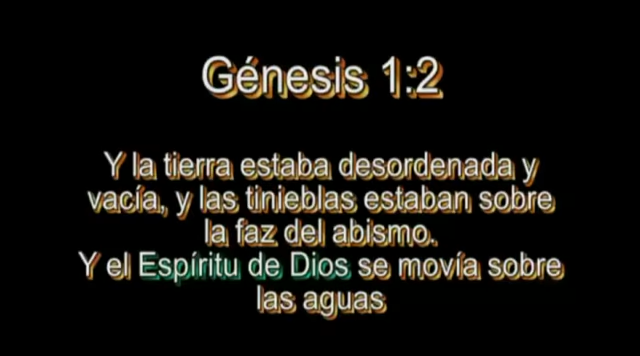 Génesis 1:2
Y la tierra estaba desordenada y
vacía, y las tinieblas estaban sobre
la faz del abismo.
Y el Espíritu de Dios se movía sobre
las aguas